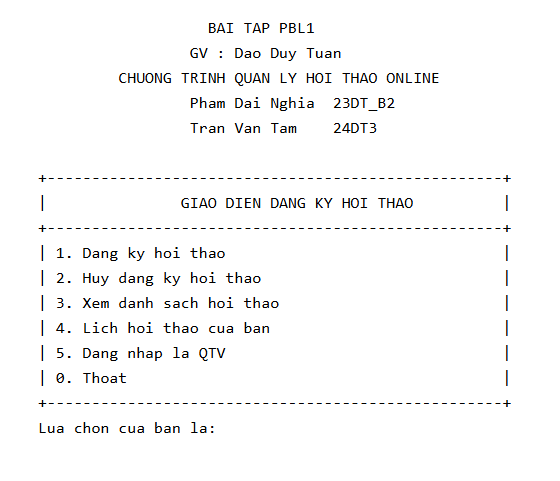 BAI TAP PBL1
GV : Dao Duy Tuan
CHUONG TRINH QUAN LY HOI THAO ONLINE
Pham Dai Nghia 23DT_B2
Tran Van Tam 24DT3
GIAO DIEN DANG KY HOI THAO
1. Dang ky hoi thao
2. Huy dang ky hoi thao
3. Xem danh sach hoi thao
4. Lich hoi thao cua ban
5. Dang nhap la QTV
0. Thoat
Lua chon cua ban la: